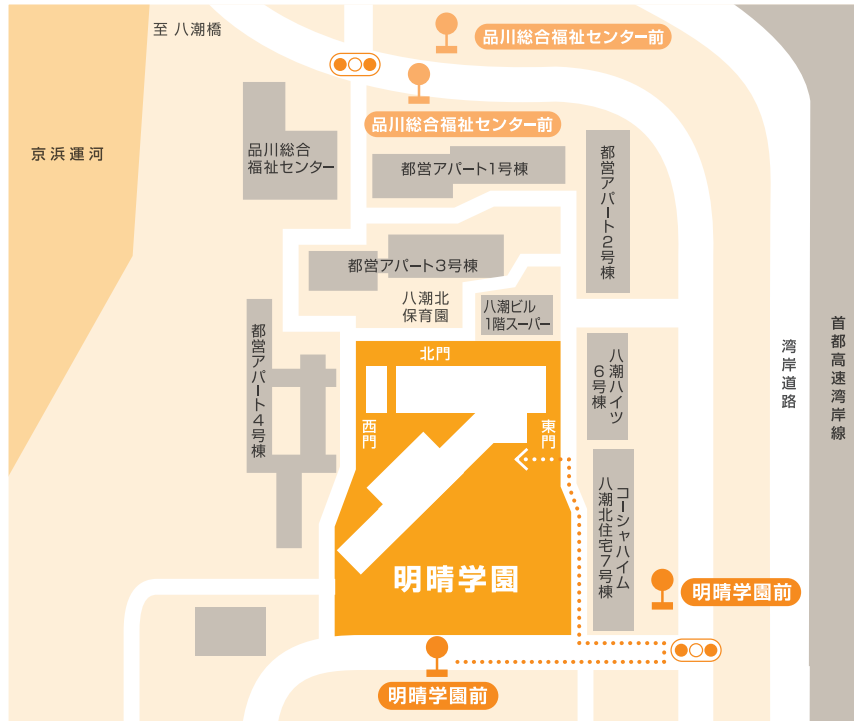 至 八潮橋
品川総合福祉センター前
品川総合福祉センター前
京浜運河
品川総合
福祉センター
都営アパート1号棟
都営アパート2号棟
都営アパート3号棟
八潮北
保育園
八潮ビル
1階スーパー
都営アパート4号棟
北門
西門
東門
八潮ハイツ
6号棟
湾岸道路
首都高速湾岸線
コーシャハイム
八潮北住宅7号棟
明晴学園
明晴学園前
明晴学園前